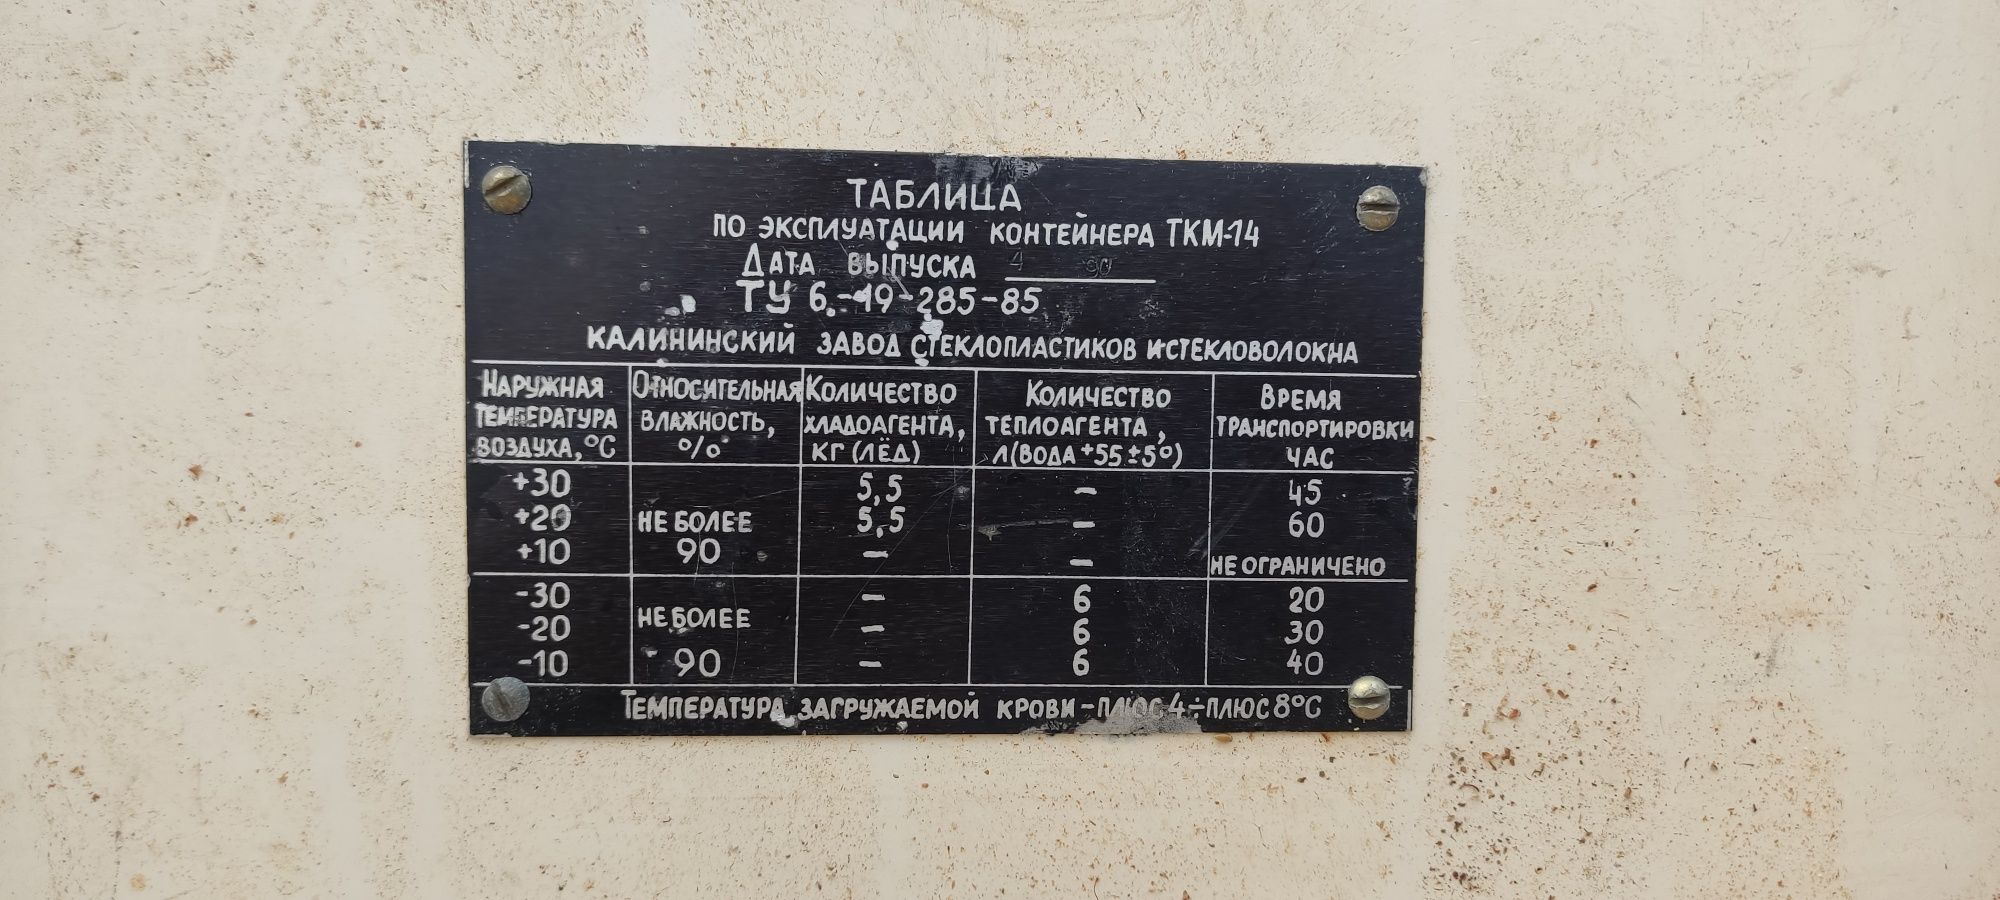 ТАБЛИЦА
ПО ЭКСПЛУАТАЦИИ КОНТЕЙНЕРА ТКМ-14
ДАТА ВЫПУСКА 4 90
ТУ 6.-19-285-85
КАЛИНИНСКИЙ ЗАВОД СТЕКЛОПЛАСТИКОВ И СТЕКЛОВОЛОКНА
НАРУЖНАЯ ТЕМПЕРАТУРА ВОЗДУХА, °С
ОТНОСИТЕЛЬНАЯ ВЛАЖНОСТЬ, %
КОЛИЧЕСТВО ХЛАДОАГЕНТА, КГ (ЛЁД)
КОЛИЧЕСТВО ТЕПЛОАГЕНТА, Л(ВОДА +55±5°)
ВРЕМЯ ТРАНСПОРТИРОВКИ ЧАС
+30 5,5 – 45
+20 НЕ БОЛЕЕ 5,5 – 60
+10 90 – – НЕ ОГРАНИЧЕНО
-30 – 6 20
-20 НЕ БОЛЕЕ – 6 30
-10 90 – 6 40
ТЕМПЕРАТУРА ЗАГРУЖАЕМОЙ КРОВИ – ПЛЮС 4÷ПЛЮС 8°С